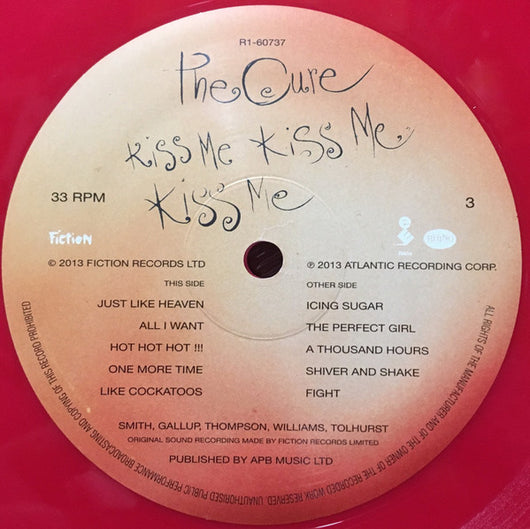 R1-60737
The Cure
Kiss Me Kiss Me
Kiss Me
33 RPM
3
Fiction
© 2013 FICTION RECORDS LTD
℗ 2013 ATLANTIC RECORDING CORP.
THIS SIDE
JUST LIKE HEAVEN
ALL I WANT
HOT HOT HOT !!!
ONE MORE TIME
LIKE COCKATOOS
OTHER SIDE
ICING SUGAR
THE PERFECT GIRL
A THOUSAND HOURS
SHIVER AND SHAKE
FIGHT
SMITH, GALLUP, THOMPSON, WILLIAMS, TOLHURST
ORIGINAL SOUND RECORDING MADE BY FICTION RECORDS LIMITED
PUBLISHED BY APB MUSIC LTD
ALL RIGHTS OF THE MANUFACTURER AND OF THE OWNER OF THE RECORDED WORK RESERVED. UNAUTHORISED PUBLIC PERFORMANCE BROADCASTING AND COPYING OF THIS RECORD PROHIBITED